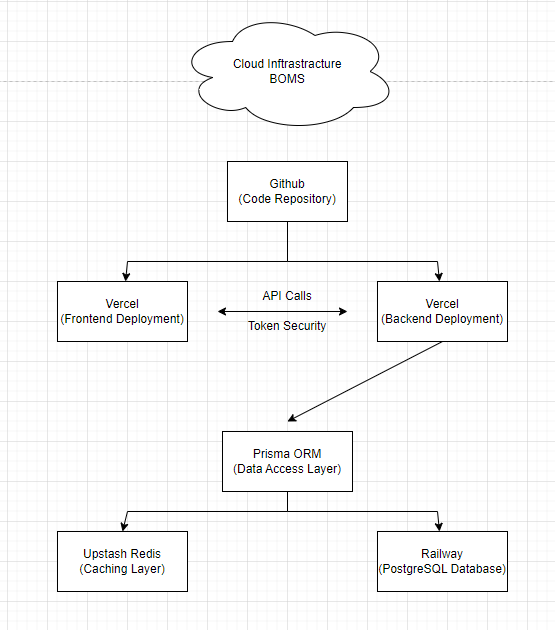 Cloud Inftrastracture
BOMS
Github
(Code Repository)
Vercel
(Frontend Deployment)
API Calls
Token Security
Vercel
(Backend Deployment)
Prisma ORM
(Data Access Layer)
Upstash Redis
(Caching Layer)
Railway
(PostgreSQL Database)